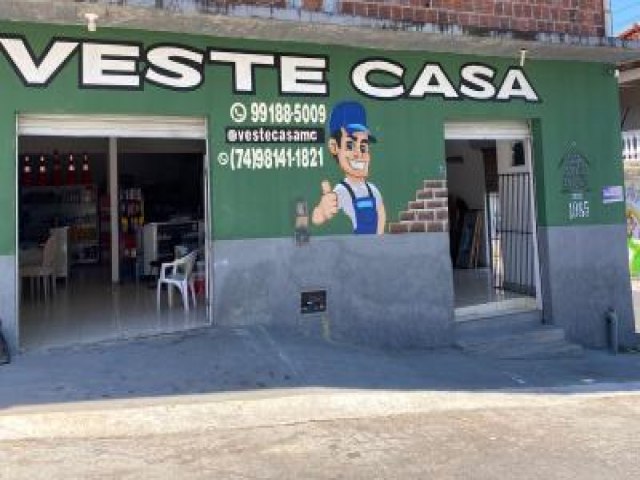 VESTE CASA
99188-5009
@vestecasamc
(74)98141-1821